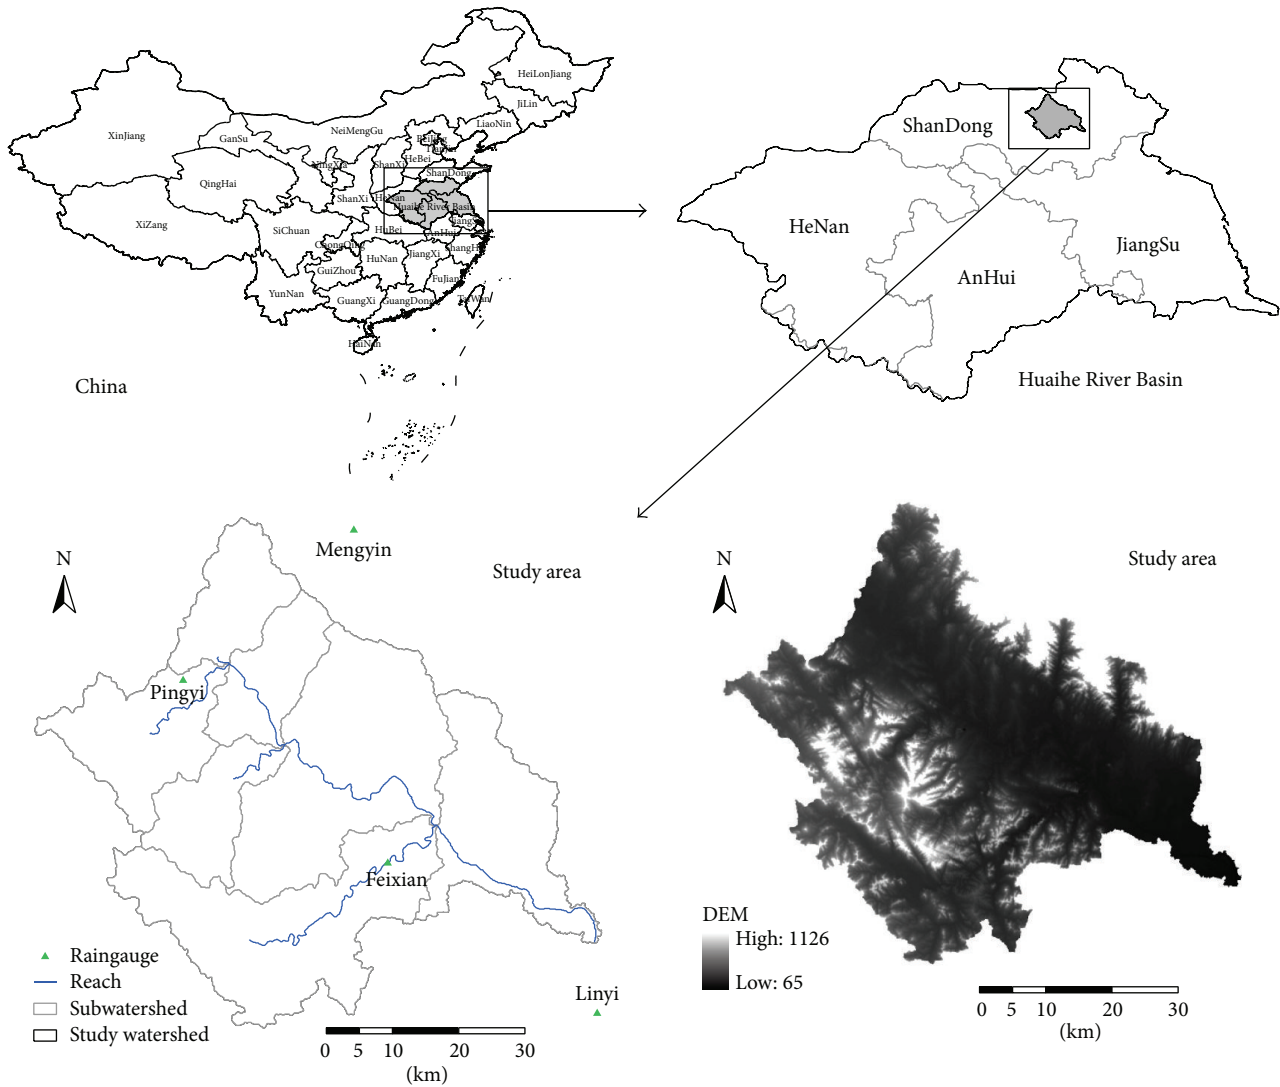 HeiLonJiang
JiLin
LiaoNin
XinJiang
GanSu
NeiMengGu
BeiJing
TianJin
HeBei
NingXia
ShanXi
ShanDong
QingHai
ShanXi
HeNan
Huaihe River Basin
XiZang
SiChuan
HuBei
AnHui
ChongQing
HuNan
JiangXi
GuiZhou
FuJian
YunNan
GuangXi
GuangDong
TaiWan
HaiNan
China
ShanDong
HeNan
JiangSu
AnHui
Huaihe River Basin
N
Mengyin
Study area
Pingyi
Feixian
Linyi
Raingauge
Reach
Subwatershed
Study watershed
0 5 10 20 30
(km)
N
Study area
DEM
High: 1126
Low: 65
0 5 10 20 30
(km)